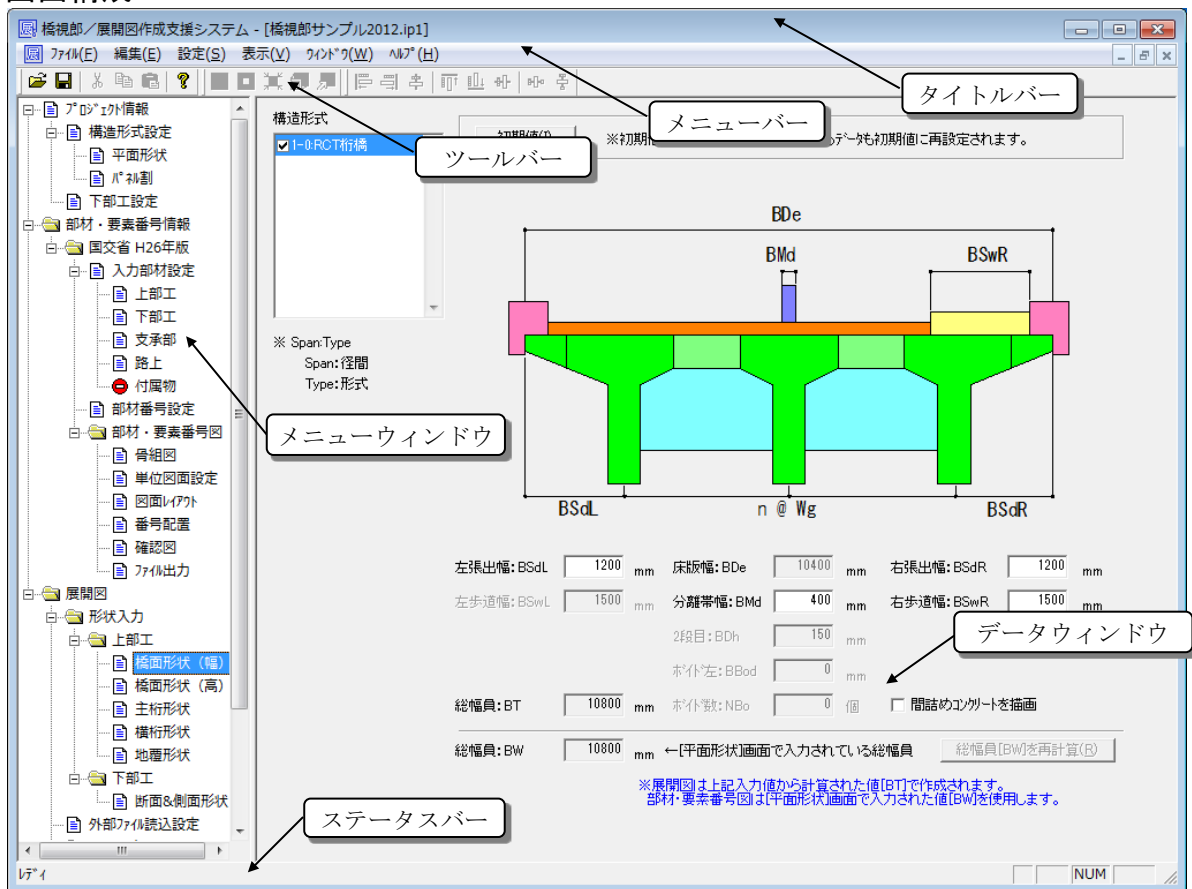 橋視郎／展開図作成支援システム - [橋視郎サンプル2012.ip1]
ﾌｧｲﾙ(F) 編集(E) 設定(S) 表示(V) ｳｨﾝﾄﾞｳ(W) ﾍﾙﾌﾟ(H)
タイトルバー
メニューバー
ツールバー
ﾌﾟﾛｼﾞｪｸﾄ情報
構造形式設定
平面形状
ﾊﾟﾈﾙ割
下部工設定
部材・要素番号情報
国交省 H26年版
入力部材設定
上部工
下部工
支承部
路上
付属物
部材番号設定
部材・要素番号図
骨組図
単位図面設定
図面ﾚｲｱｳﾄ
番号配置
確認図
ﾌｧｲﾙ出力
展開図
形状入力
上部工
橋面形状（幅）
橋面形状（高）
主桁形状
横桁形状
地覆形状
下部工
断面&側面形状
外部ﾌｧｲﾙ読込設定
メニューウィンドウ
構造形式
1-0:RCT桁橋
※ Span:Type
Span:径間
Type:形式
※初期
ﾃﾞｰﾀも初期値に再設定されます。
BDe
BMd BSwR
BSdL n @ Wg BSdR
左張出幅:BSdL 1200 mm 床版幅:BDe 10400 mm 右張出幅:BSdR 1200 mm
左歩道幅:BSwL 1500 mm 分離帯幅:BMd 400 mm 右歩道幅:BSwR 1500 mm
2段目:BDh 150 mm
データウィンドウ
ﾎﾞｲﾄﾞ左:BBod 0 mm
総幅員:BT 10800 mm ﾎﾞｲﾄﾞ数:NBo 0 個 間詰めｺﾝｸﾘｰﾄを描画
総幅員:BW 10800 mm ←[平面形状]画面で入力されている総幅員 総幅員[BW]を再計算(R)
※展開図は上記入力値から計算された値[BT]で作成されます。
部材・要素番号図は[平面形状]画面で入力された値[BW]を使用します。
ステータスバー
ﾚﾃﾞｨ NUM